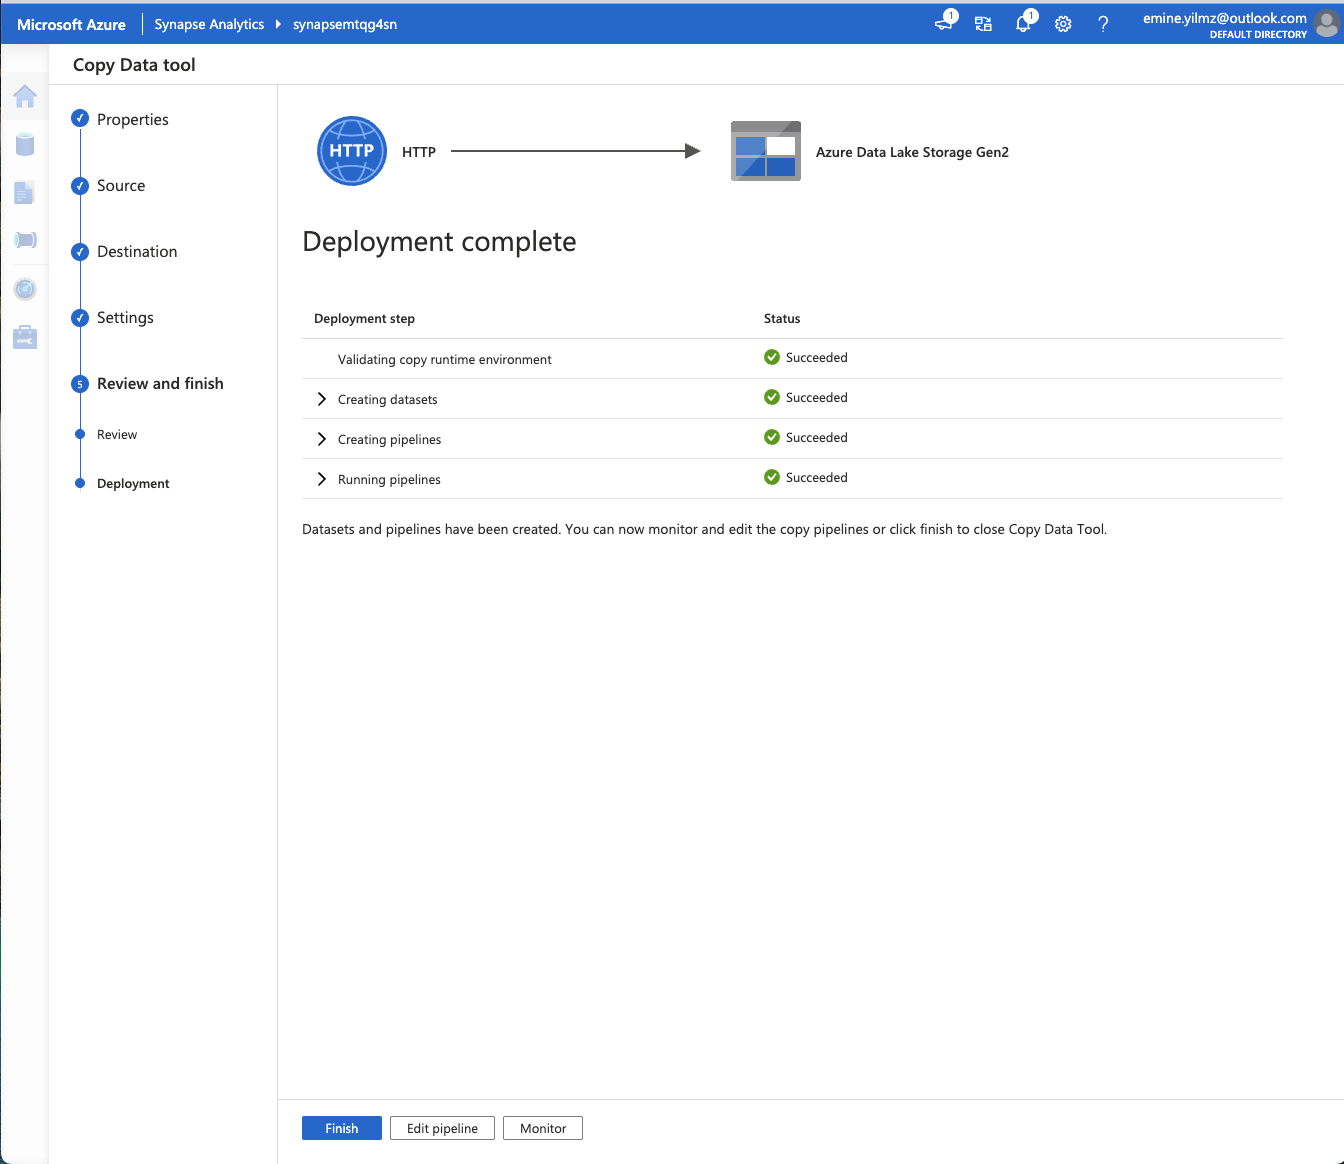 Microsoft Azure Synapse Analytics synapsemtqg4sn 1 1 ? emine.yilmz@outlook.com
DEFAULT DIRECTORY
Copy Data tool
Properties
Source
Destination
Settings
5 Review and finish
Review
Deployment
HTTP HTTP Azure Data Lake Storage Gen2
Deployment complete
Deployment step Status
Validating copy runtime environment Succeeded
Creating datasets Succeeded
Creating pipelines Succeeded
Running pipelines Succeeded
Datasets and pipelines have been created. You can now monitor and edit the copy pipelines or click finish to close Copy Data Tool.
Finish Edit pipeline Monitor